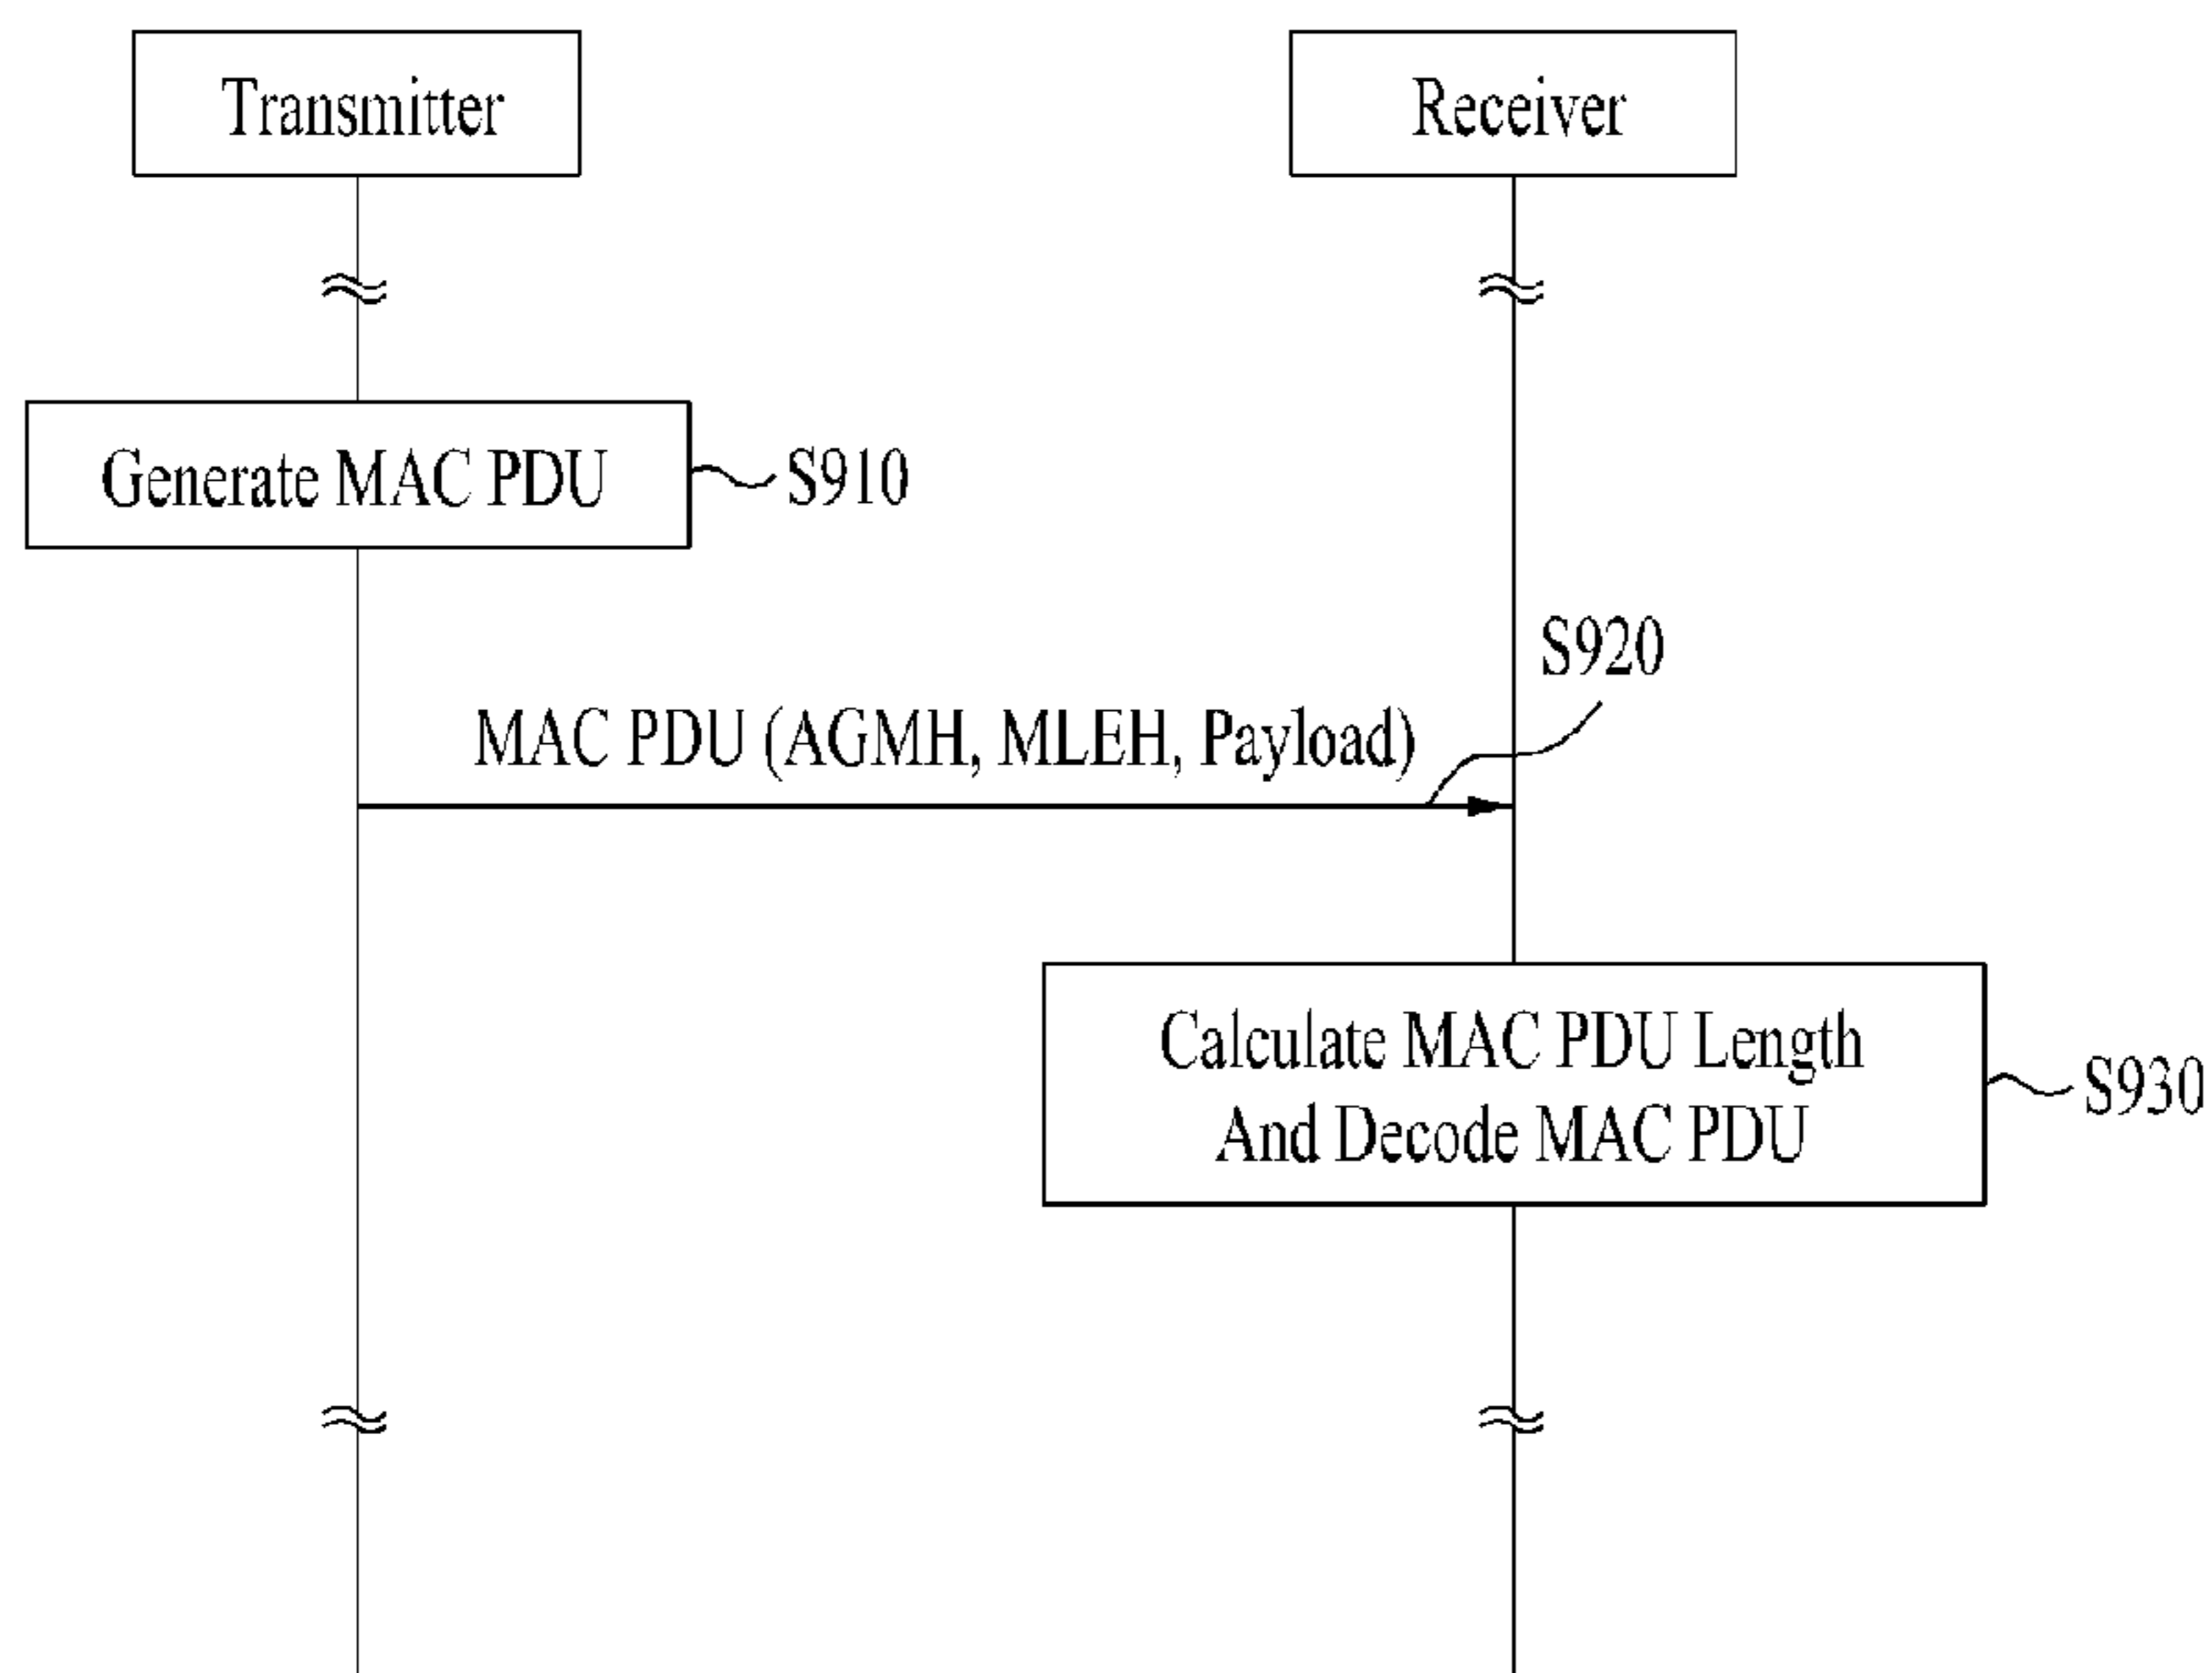 Transmitter
Receiver
Generate MAC PDU
S910
S920
MAC PDU (AGMH, MLEH, Payload)
Calculate MAC PDU Length
And Decode MAC PDU
S930